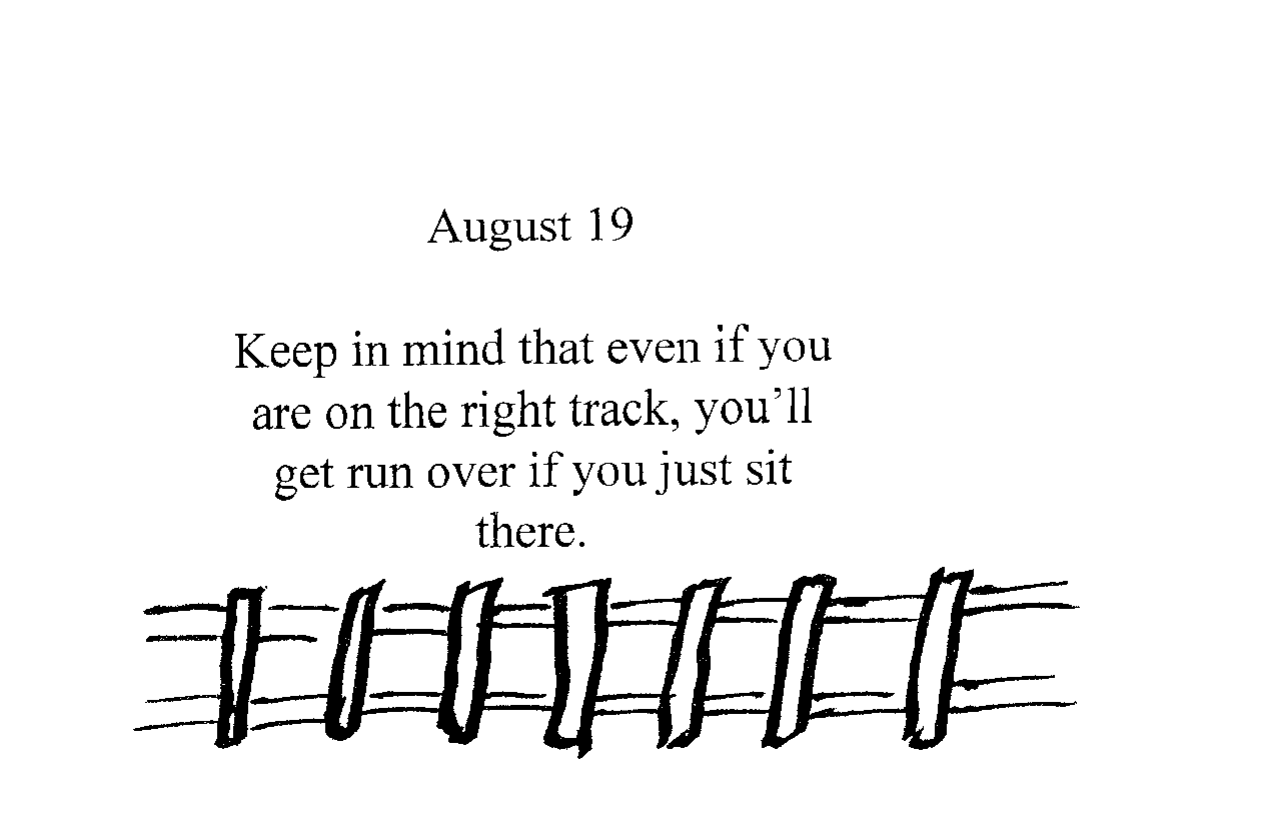 August 19
Keep in mind that even if you
are on the right track, you’ll
get run over if you just sit
there.